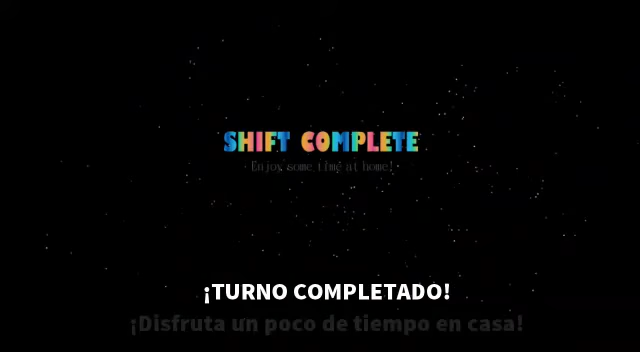 SHIFT COMPLETE
Enjoy some time at home!
¡TURNO COMPLETADO!
¡Disfruta un poco de tiempo en casa!